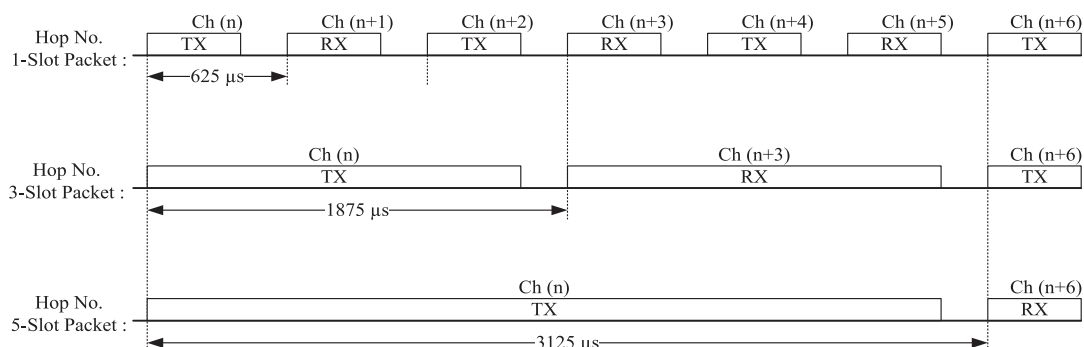 Ch (n) Ch (n+1) Ch (n+2) Ch (n+3) Ch (n+4) Ch (n+5) Ch (n+6)
Hop No.
1-Slot Packet :
TX RX TX RX TX RX TX
625 µs
Ch (n) Ch (n+3) Ch (n+6)
Hop No.
3-Slot Packet :
TX RX TX
1875 µs
Ch (n) Ch (n+6)
Hop No.
5-Slot Packet :
TX RX
3125 µs